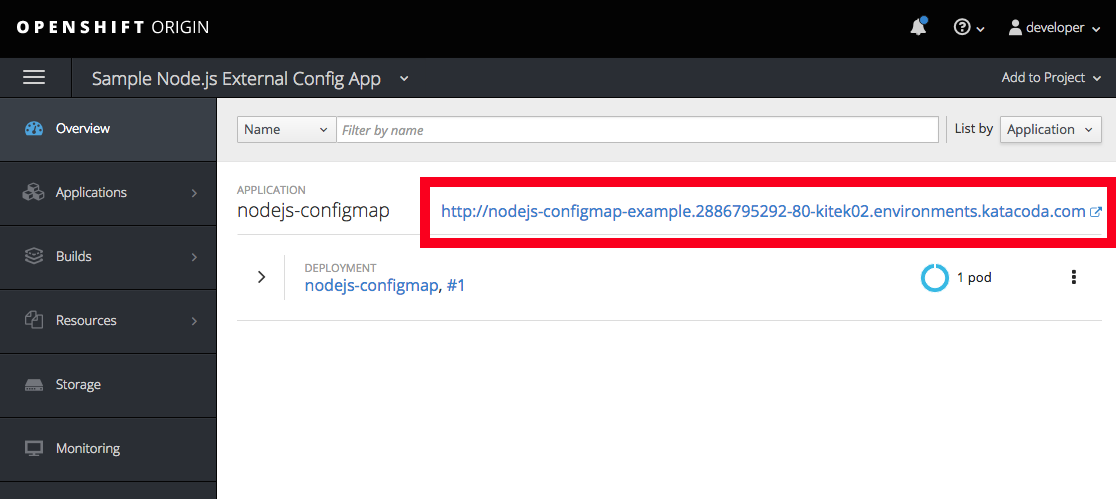 OPENSHIFT ORIGIN
developer
Sample Node.js External Config App
Add to Project
Overview
Name
Filter by name
List by
Application
Applications
Builds
Resources
Storage
Monitoring
APPLICATION
nodejs-configmap
http://nodejs-configmap-example.2886795292-80-kitek02.environments.katacoda.com
DEPLOYMENT
nodejs-configmap, #1
1 pod